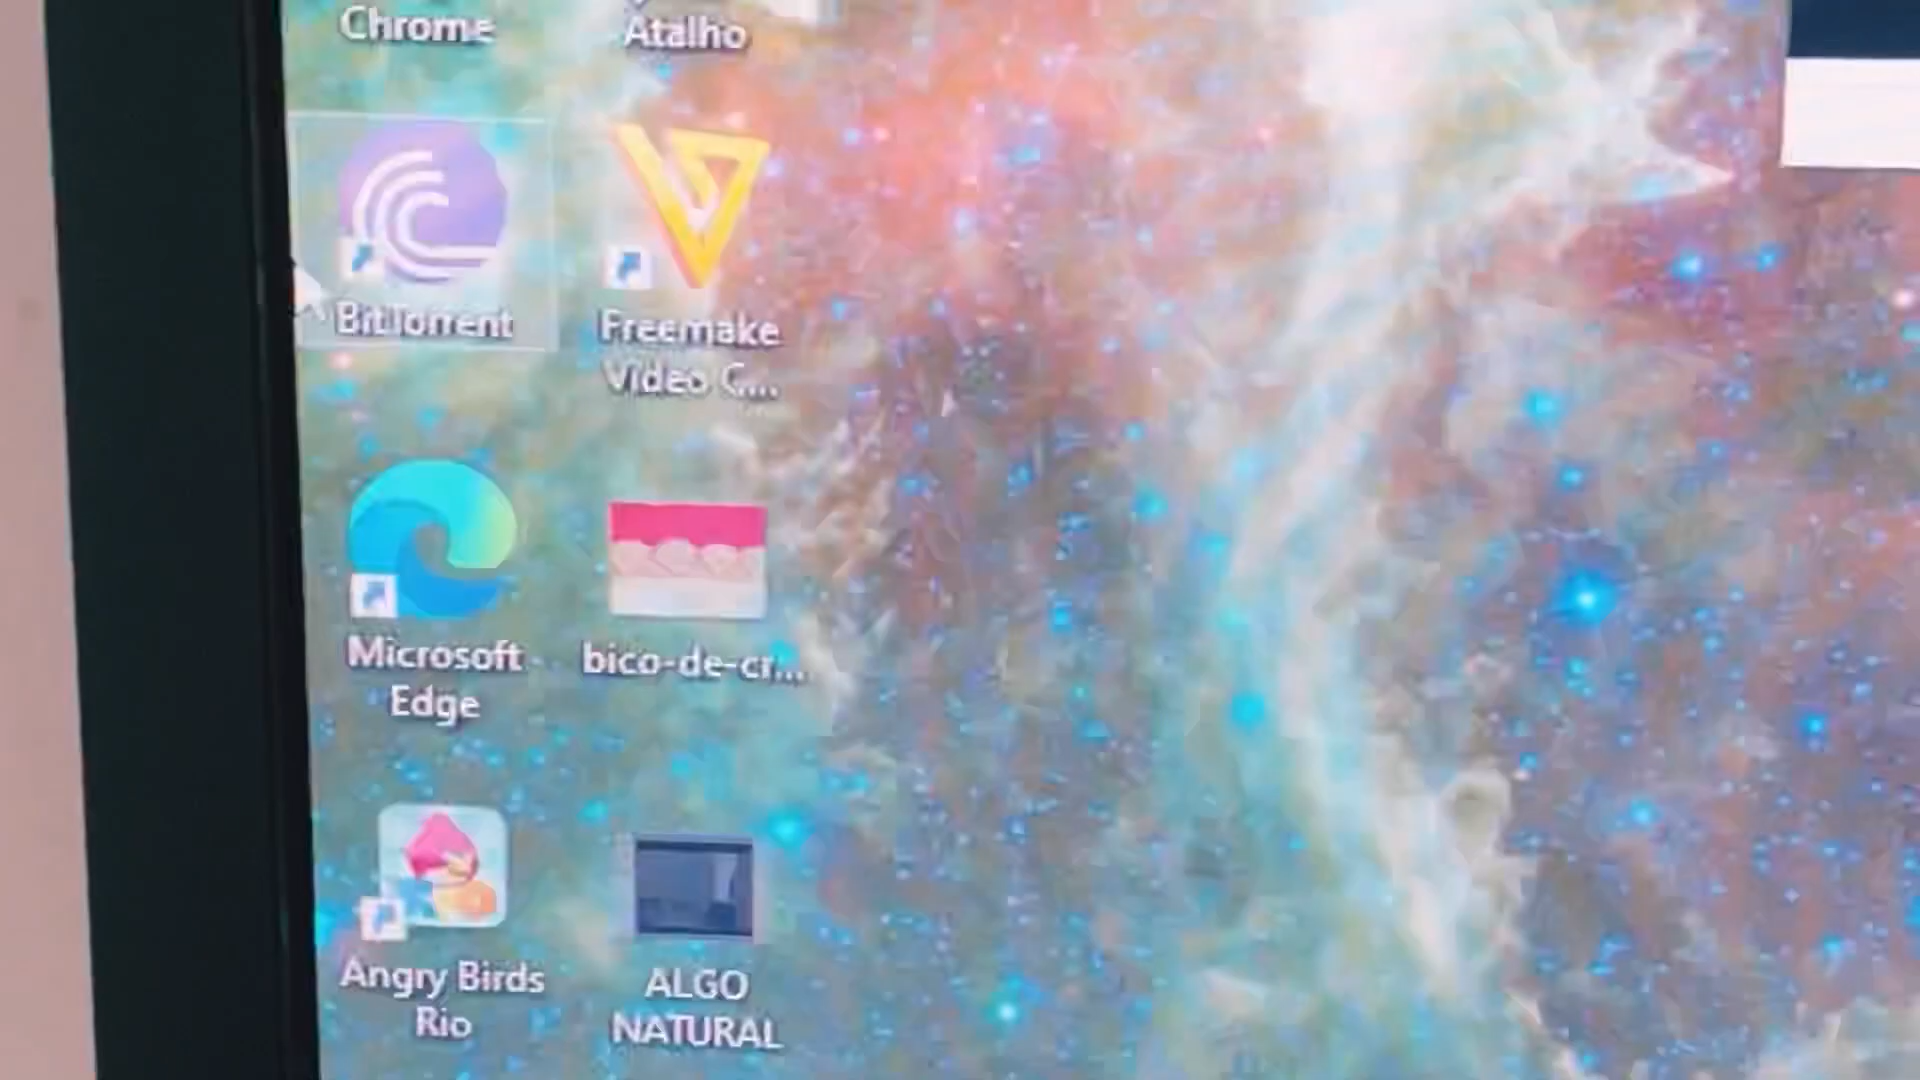 Chrome
Atalho
BitTorrent
Freemake
Video C...
Microsoft
Edge
bico-de-cr...
Angry Birds
Rio
ALGO
NATURAL